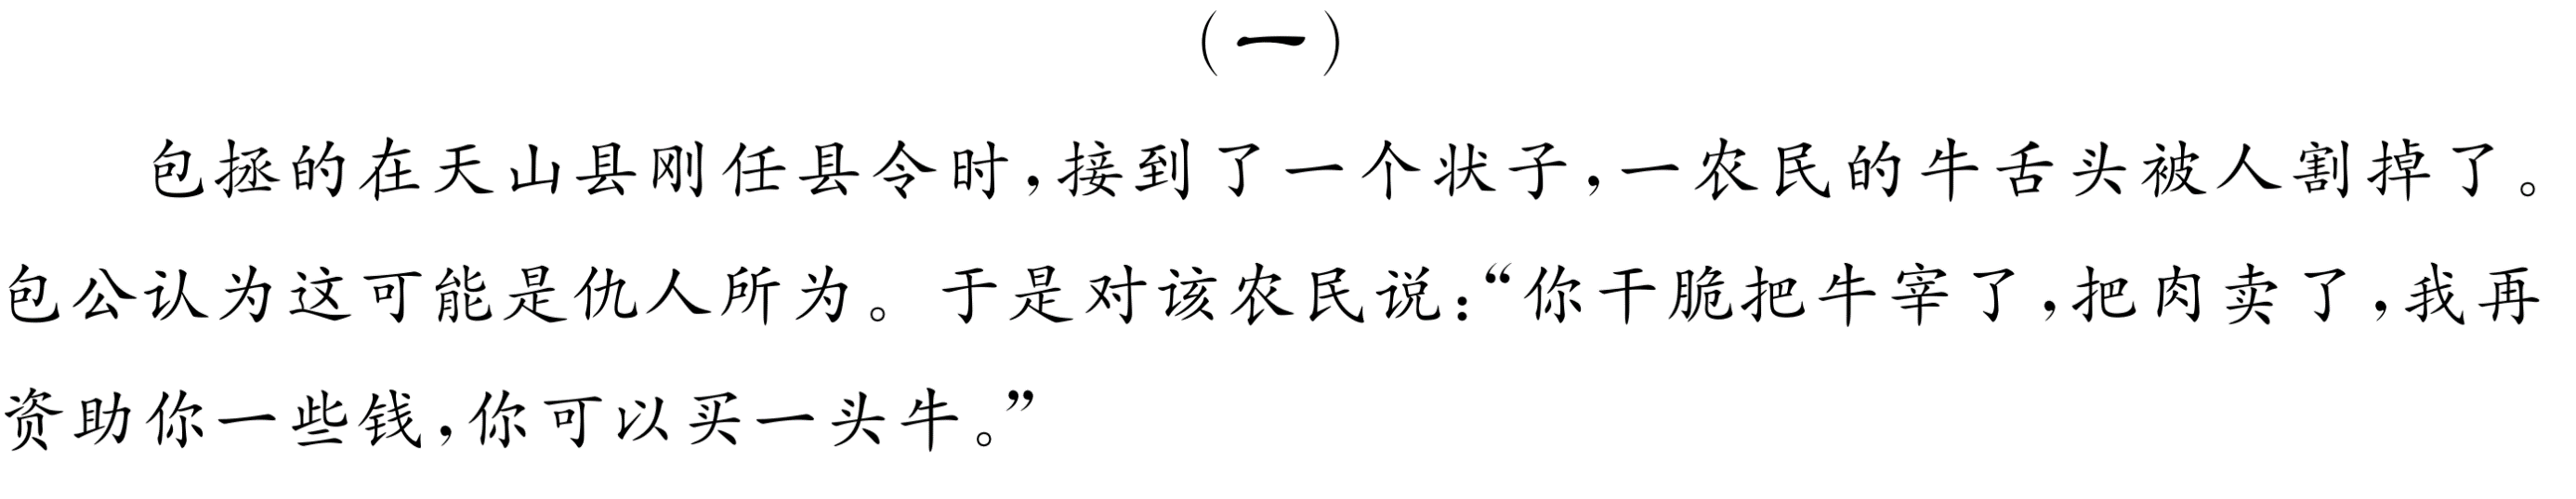 (一)
包拯的在天山县刚任县令时,接到了一个状子,一农民的牛舌头被人割掉了。
包公认为这可能是仇人所为。于是对该农民说:“你干脆把牛宰了,把肉卖了,我再
资助你一些钱,你可以买一头牛。”